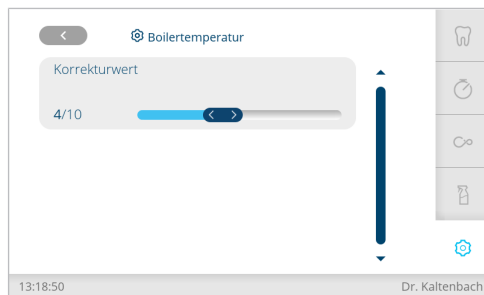 Boilertemperatur
Korrekturwert
4/10
13:18:50
Dr. Kaltenbach